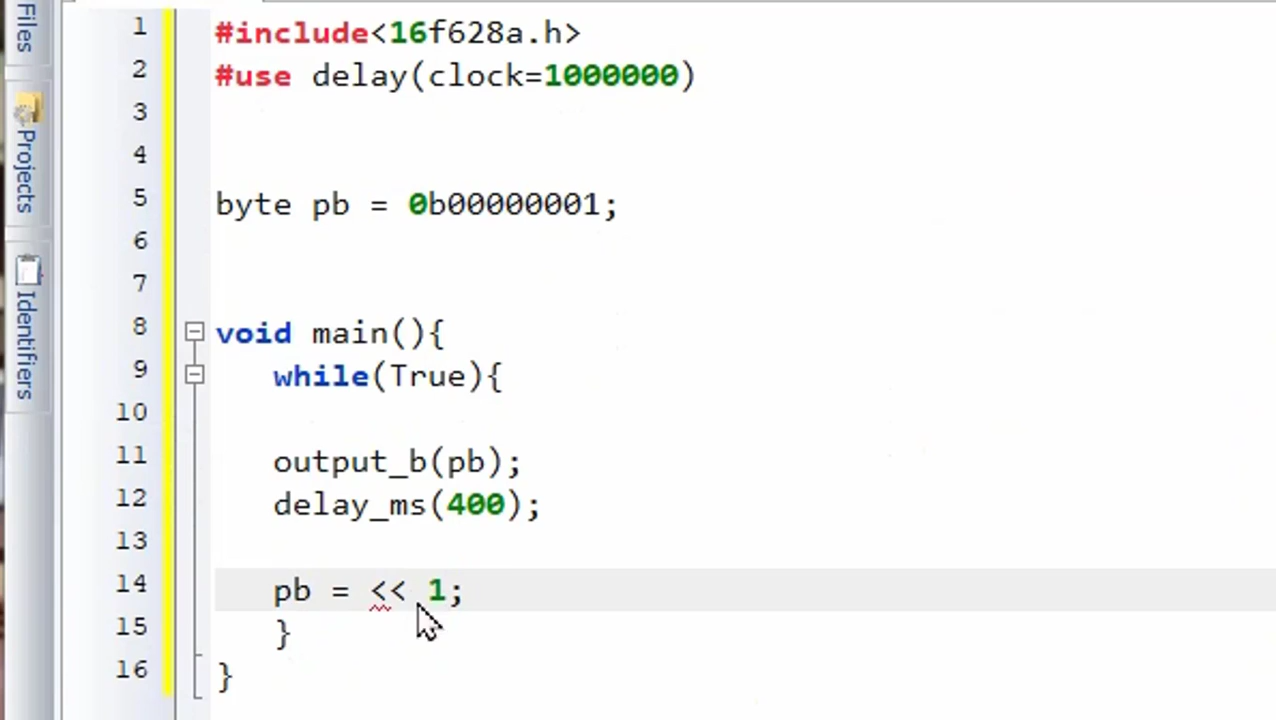 Files
Projects
Identifiers
1 #include<16f628a.h>
2 #use delay(clock=1000000)
3
4
5 byte pb = 0b00000001;
6
7
8 void main(){
9 while(True){
10
11 output_b(pb);
12 delay_ms(400);
13
14 pb = << 1;
15 }
16 }